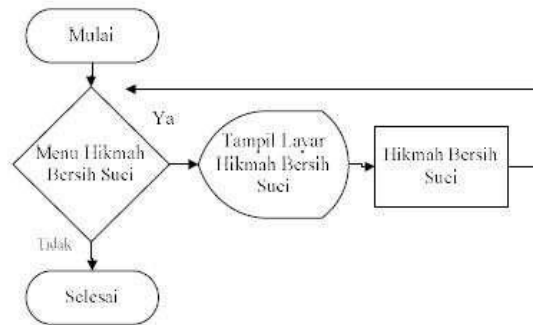 Mulai
Ya
Menu Hikmah
Bersih Suci
Tampil Layar
Hikmah Bersih
Suci
Hikmah Bersih
Suci
Tidak
Selesai